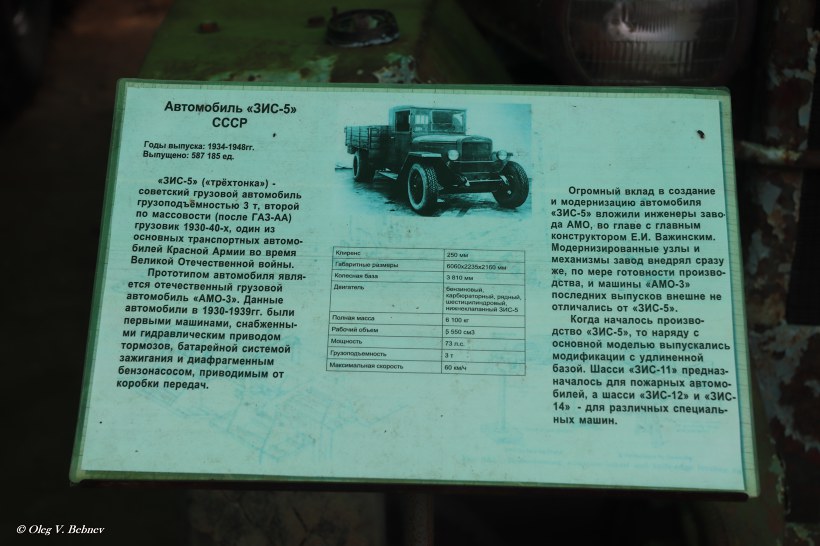 Автомобиль «ЗИС-5»
СССР
Годы выпуска: 1934-1948гг.
Выпущено: 587 185 ед.
«ЗИС-5» («трёхтонка») -
советский грузовой автомобиль
грузоподъёмностью 3 т, второй
по массовости (после ГАЗ-АА)
грузовик 1930-40-х, один из
основных транспортных автомо-
билей Красной Армии во время
Великой Отечественной войны.
Прототипом автомобиля явля-
ется отечественный грузовой
автомобиль «АМО-3». Данные
автомобили в 1930-1939гг. были
первыми машинами, снабженны-
ми гидравлическим приводом
тормозов, батарейной системой
зажигания и диафрагменным
бензонасосом, приводимым от
коробки передач.
Клиренс 250 мм
Габаритные размеры 6060х2235х2160 мм
Колесная база 3 810 мм
Двигатель бензиновый,
карбюраторный, рядный,
шестицилиндровый,
нижнеклапанный ЗИС-5
Полная масса 6 100 кг
Рабочий объем 5 550 см3
Мощность 73 л.с.
Грузоподъемность 3 т
Максимальная скорость 60 км/ч
Огромный вклад в создание
и модернизацию автомобиля
«ЗИС-5» вложили инженеры заво-
да АМО, во главе с главным
конструктором Е.И. Важинским.
Модернизированные узлы и
механизмы завод внедрял сразу
же, по мере готовности произво-
дства, и машины «АМО-3»
последних выпусков внешне не
отличались от «ЗИС-5».
Когда началось произво-
дство «ЗИС-5», то наряду с
основной моделью выпускались
модификации с удлиненной
базой. Шасси «ЗИС-11» предназ-
началось для пожарных автомо-
билей, а шасси «ЗИС-12» и «ЗИС-
14» - для различных специаль-
ных машин.
© Oleg V. Bebnev